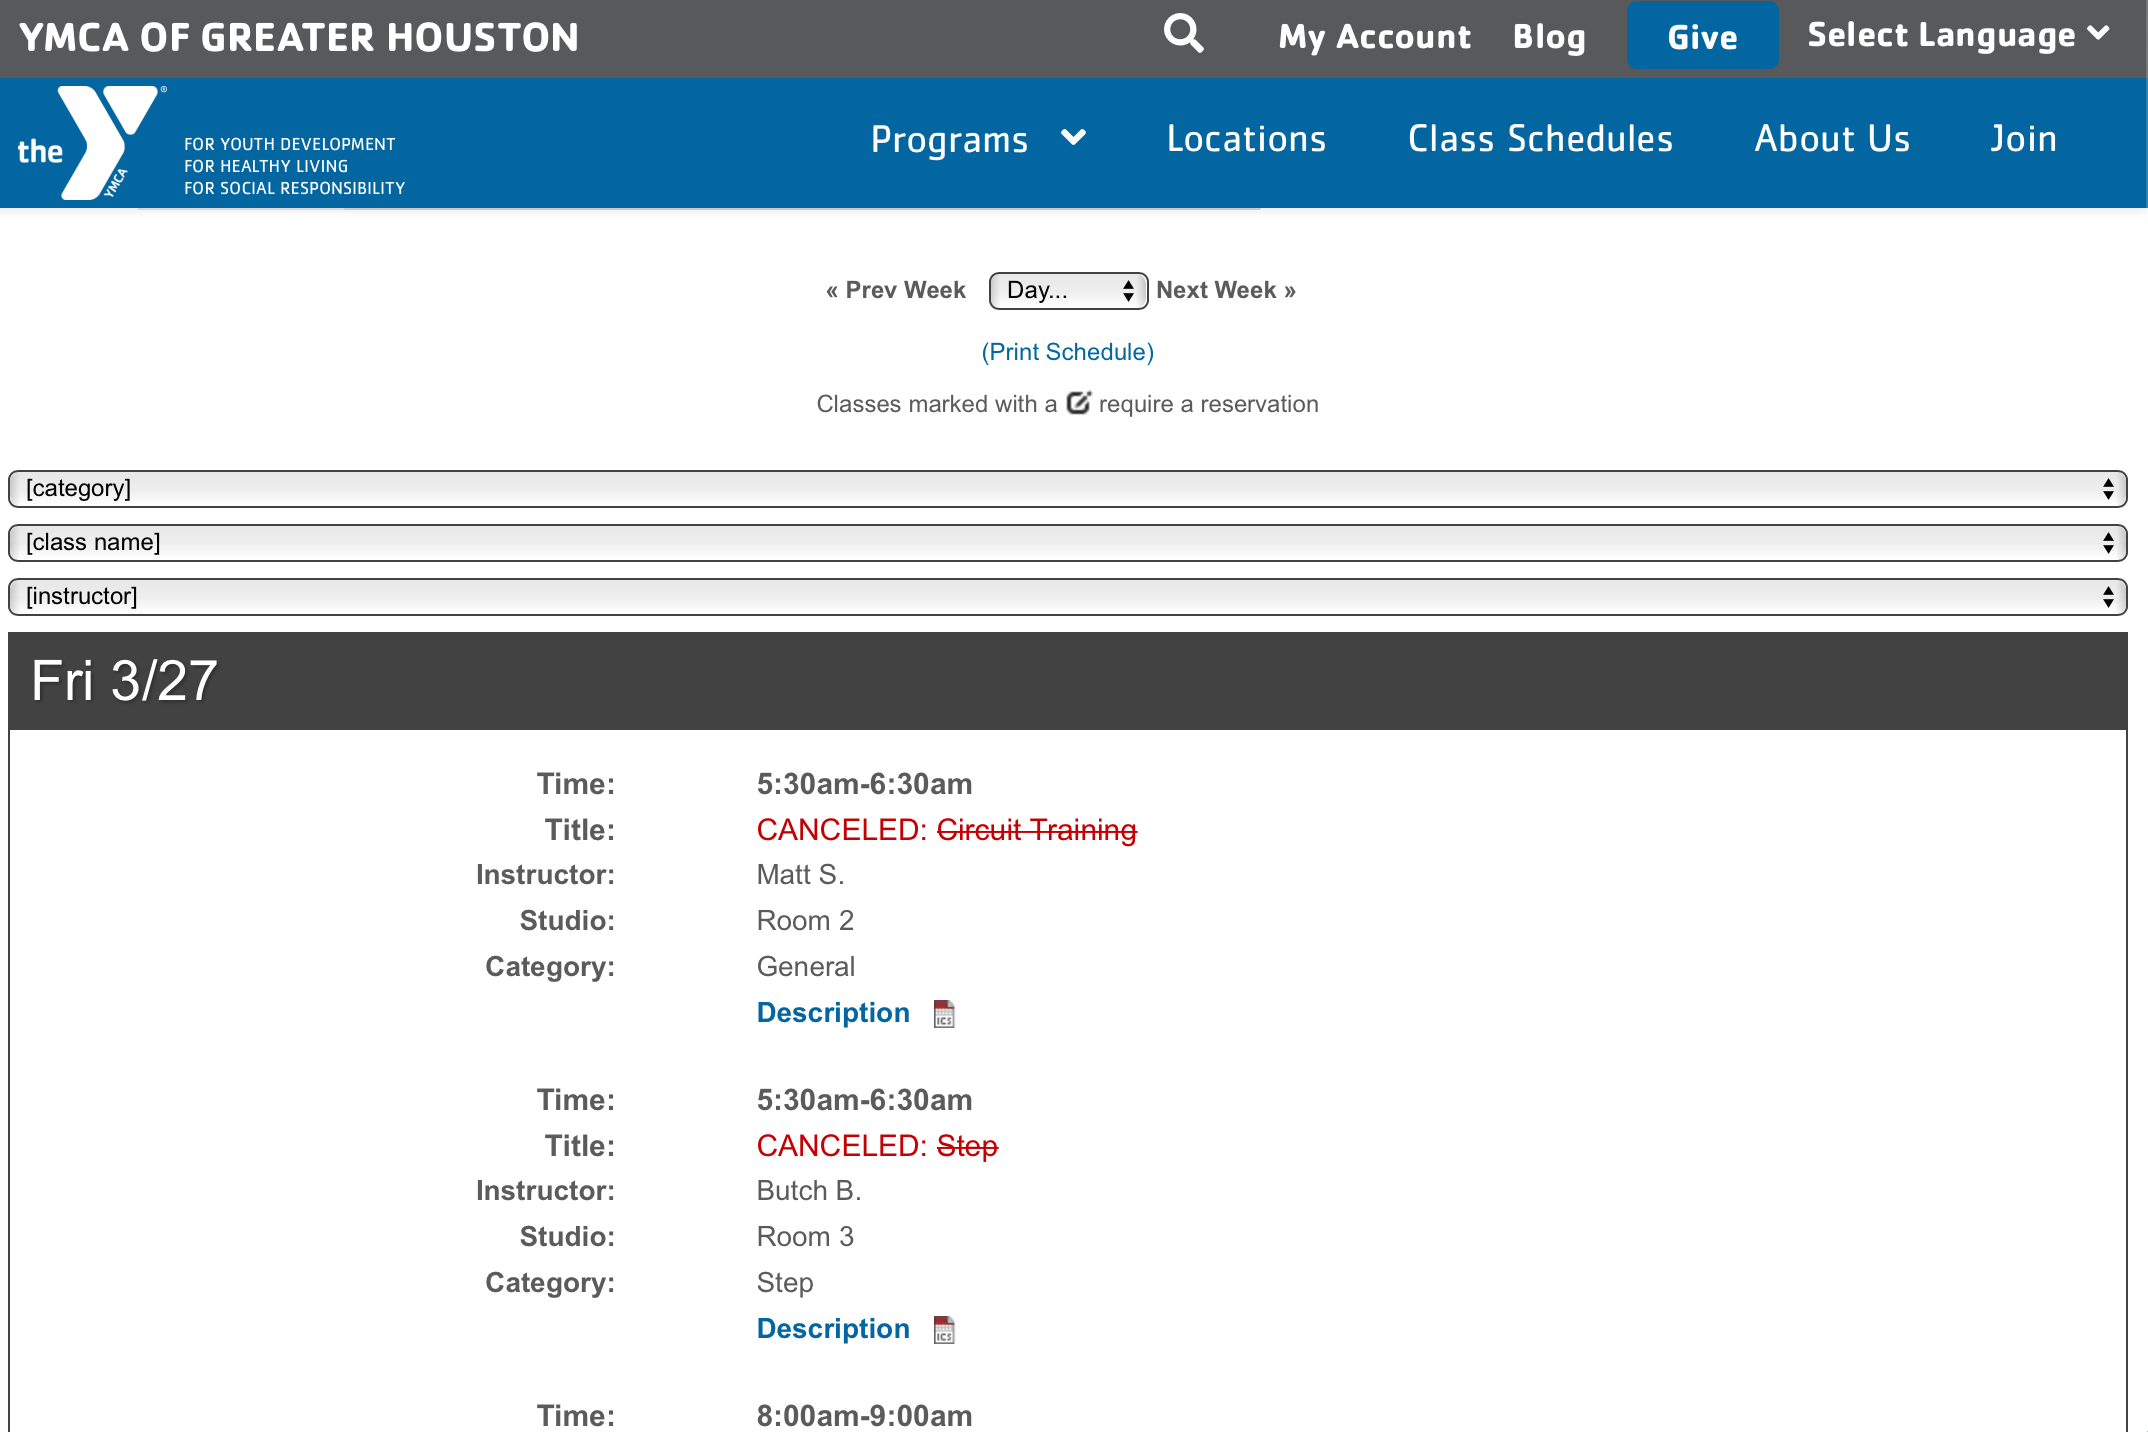 YMCA OF GREATER HOUSTON
My Account Blog Give Select Language
the Y® YMCA
FOR YOUTH DEVELOPMENT
FOR HEALTHY LIVING
FOR SOCIAL RESPONSIBILITY
Programs Locations Class Schedules About Us Join
« Prev Week Day... Next Week »
(Print Schedule)
Classes marked with a require a reservation
[category]
[class name]
[instructor]
Fri 3/27
Time: 5:30am-6:30am
Title: CANCELED: Circuit Training
Instructor: Matt S.
Studio: Room 2
Category: General
Description ICS
Time: 5:30am-6:30am
Title: CANCELED: Step
Instructor: Butch B.
Studio: Room 3
Category: Step
Description ICS
Time: 8:00am-9:00am